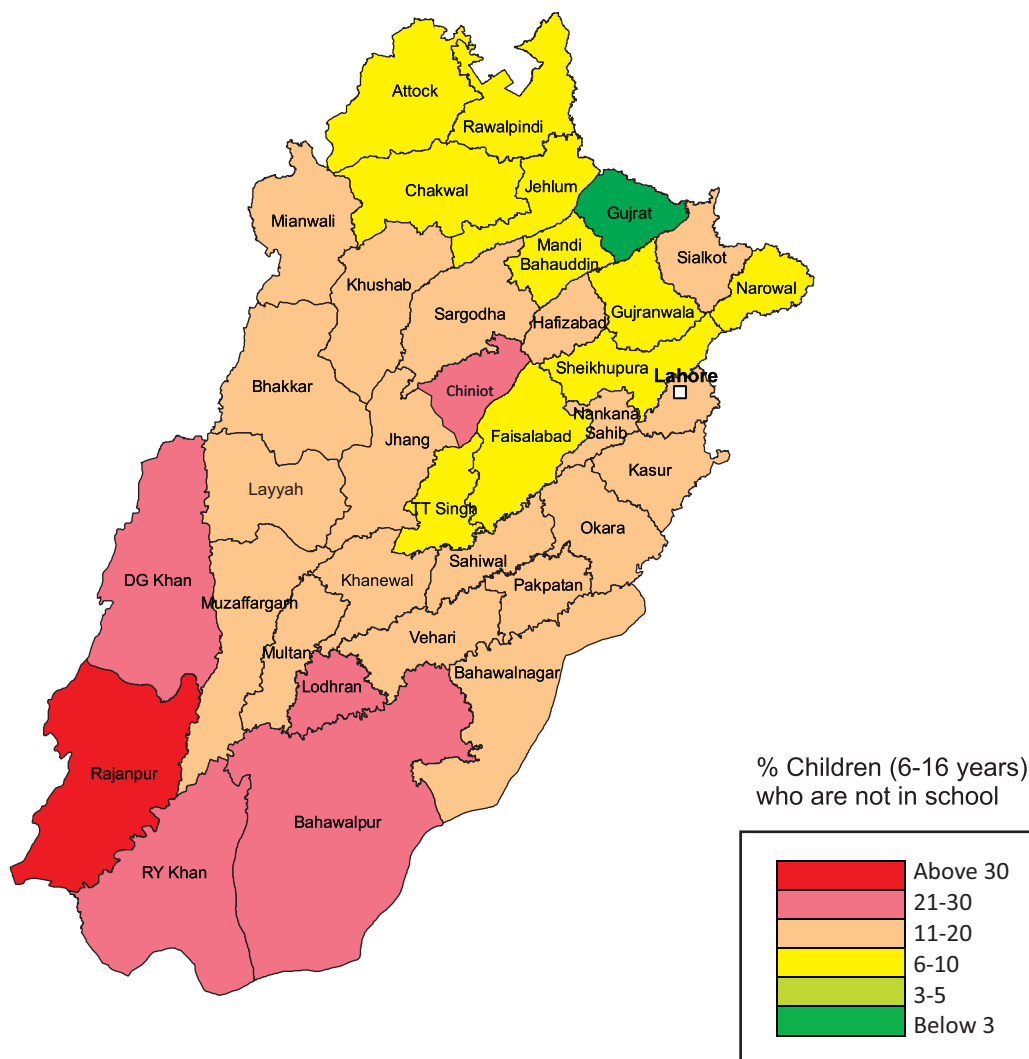 Attock
Rawalpindi
Chakwal
Jehlum
Gujrat
Mianwali
Mandi
Bahauddin
Sialkot
Khushab
Narowal
Sargodha
Hafizabad
Gujranwala
Sheikhupura
Lahore
Bhakkar
Chiniot
Nankana
Sahib
Jhang
Faisalabad
Kasur
Layyah
TT Singh
Okara
Sahiwal
DG Khan
Khanewal
Pakpatan
Muzaffargarh
Vehari
Multan
Bahawalnagar
Lodhran
Rajanpur
Bahawalpur
RY Khan
% Children (6-16 years)
who are not in school
Above 30
21-30
11-20
6-10
3-5
Below 3